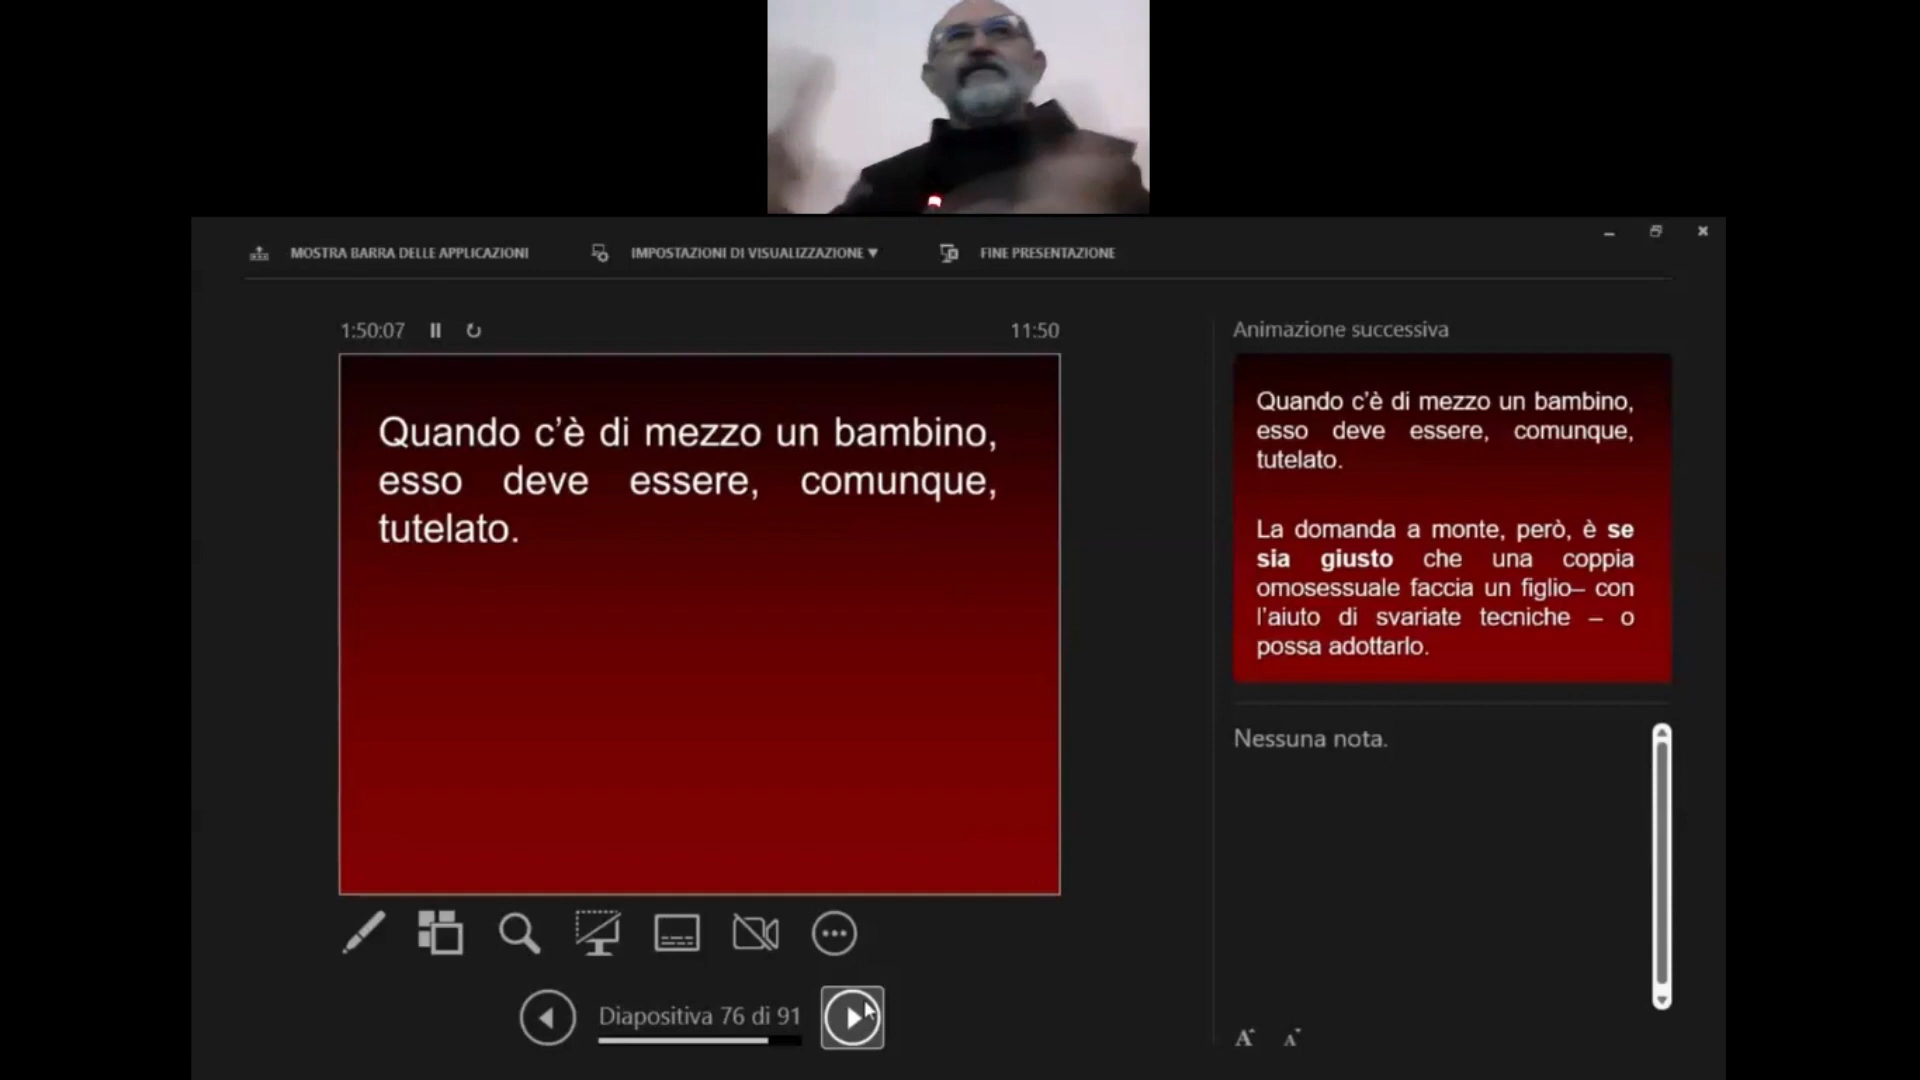 MOSTRA BARRA DELLE APPLICAZIONI
IMPOSTAZIONI DI VISUALIZZAZIONE ▼
FINE PRESENTAZIONE
1:50:07
11:50
Quando c’è di mezzo un bambino,
esso deve essere, comunque,
tutelato.
Animazione successiva
Quando c’è di mezzo un bambino,
esso deve essere, comunque,
tutelato.
La domanda a monte, però, è se
sia giusto che una coppia
omosessuale faccia un figlio– con
l’aiuto di svariate tecniche – o
possa adottarlo.
Nessuna nota.
Diapositiva 76 di 91
A A